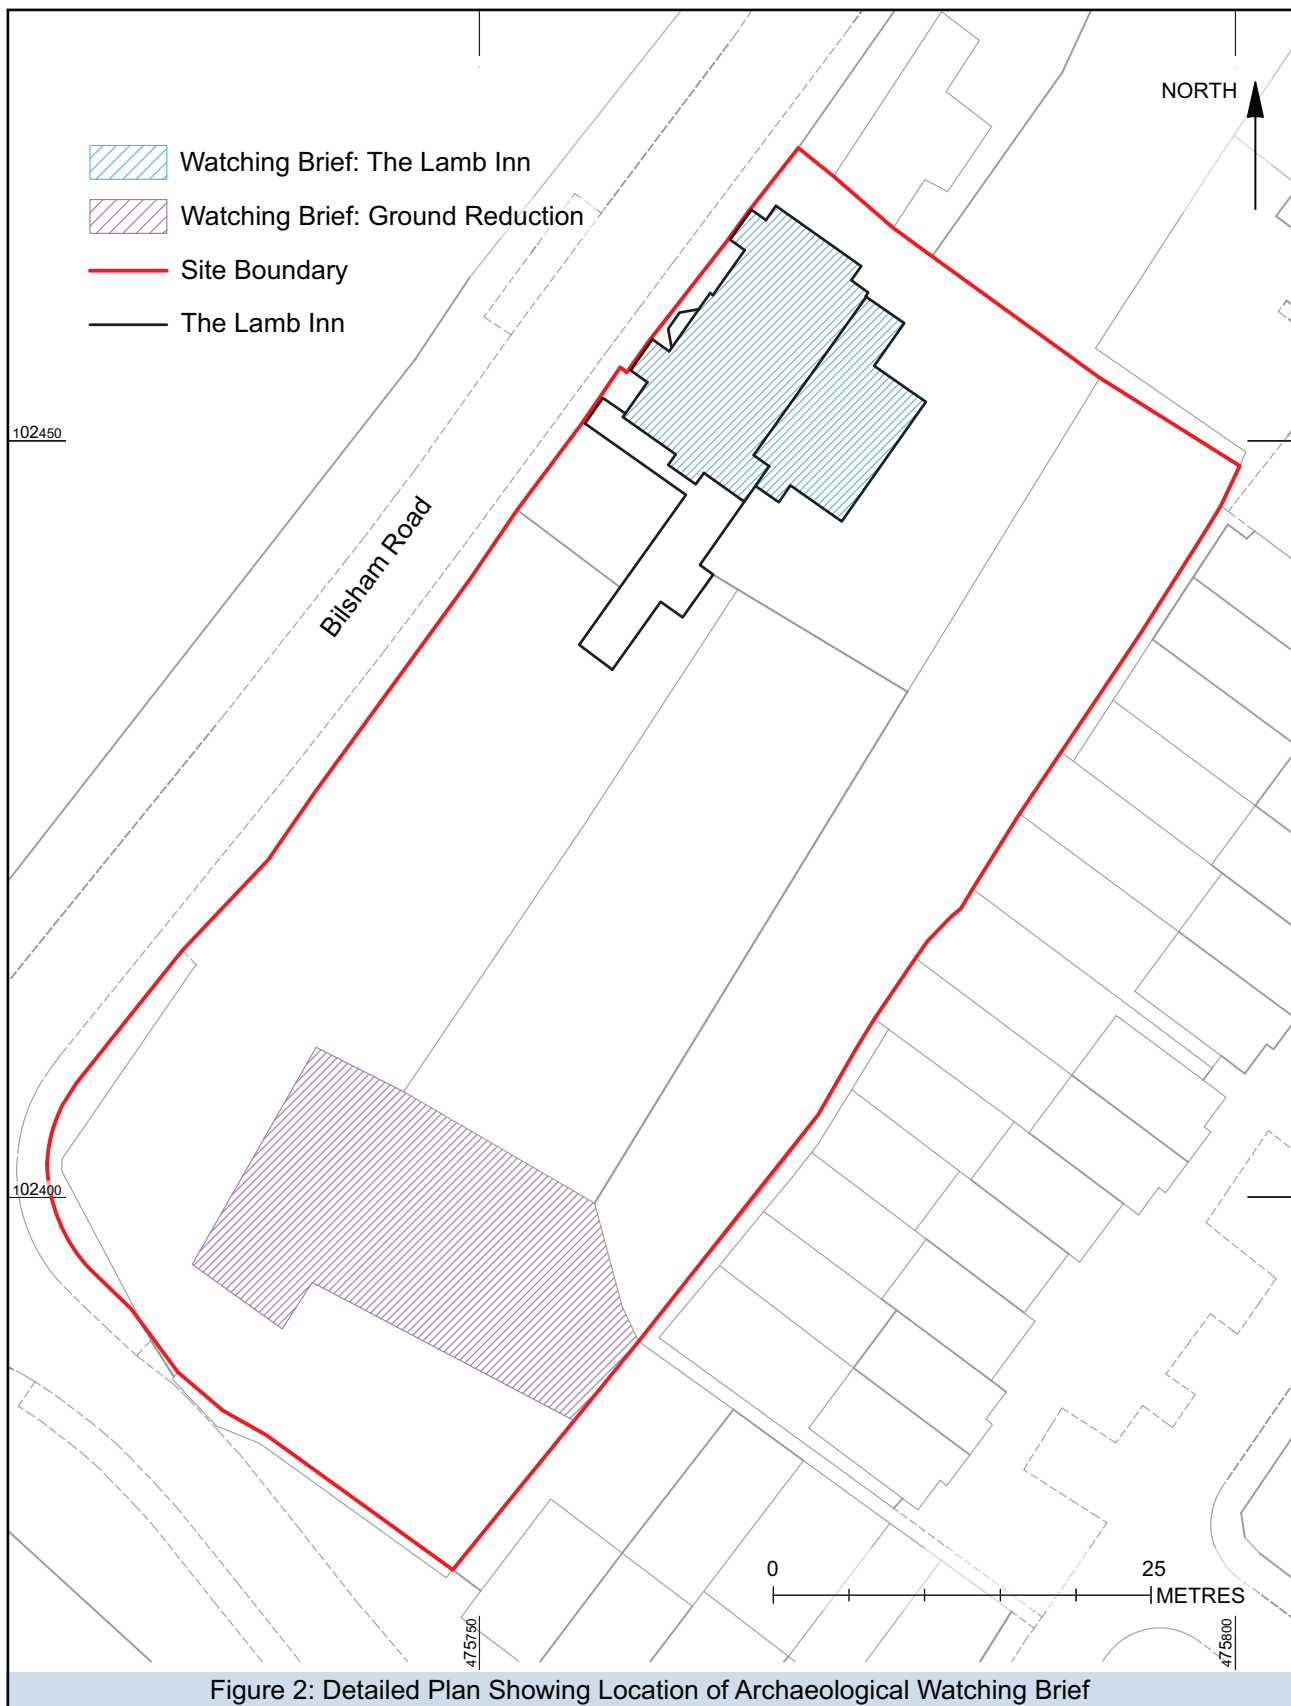 NORTH
Watching Brief: The Lamb Inn
Watching Brief: Ground Reduction
Site Boundary
The Lamb Inn
102450
Bilsham Road
102400
0 25
METRES
475750
475800
Figure 2: Detailed Plan Showing Location of Archaeological Watching Brief